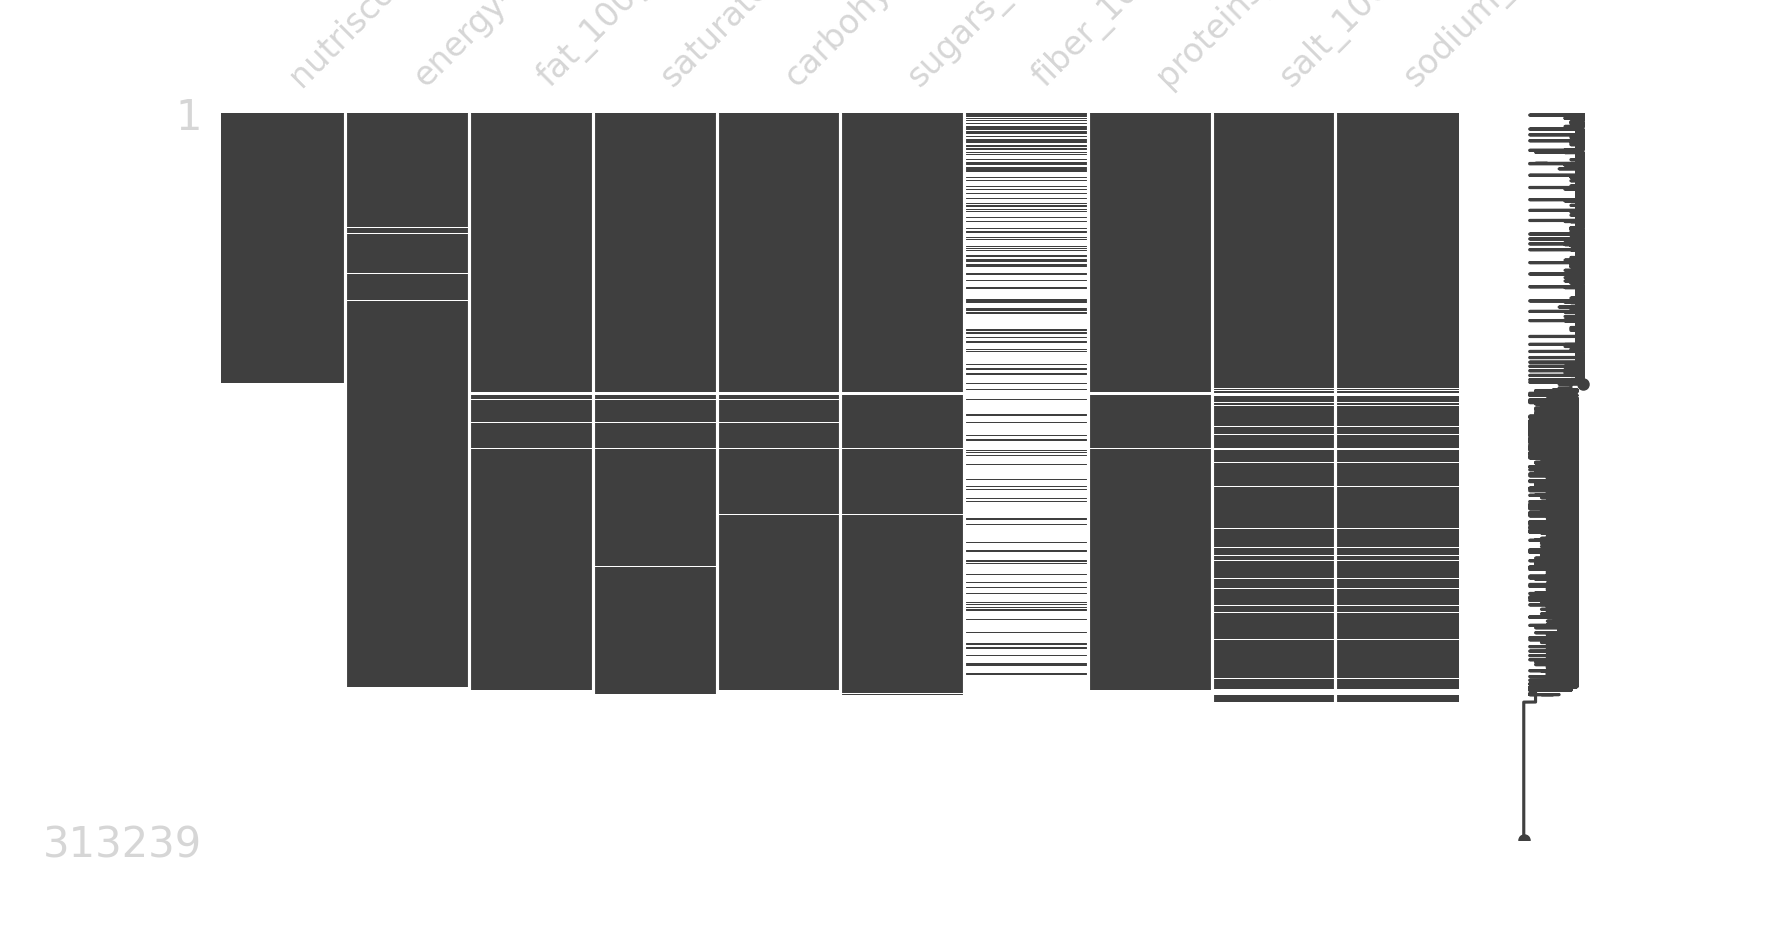 nutrisco
energy
fat_100
saturat
carbohy
sugars_
fiber_10
proteins
salt_10
sodium_
1
313239